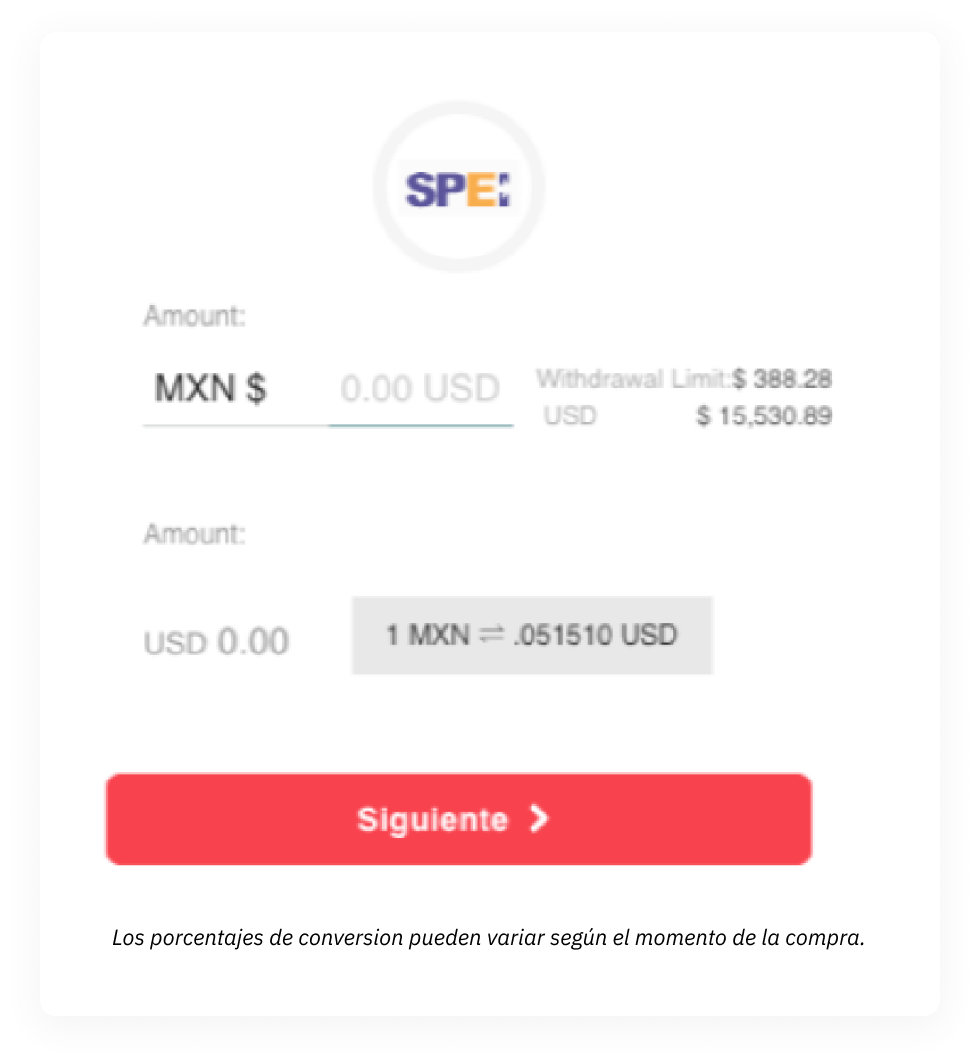 SPEI
Amount:
MXN $ 0.00 USD
Withdrawal Limit:$ 388.28
USD $ 15,530.89
Amount:
USD 0.00
1 MXN ⇌ .051510 USD
Siguiente >
Los porcentajes de conversion pueden variar según el momento de la compra.